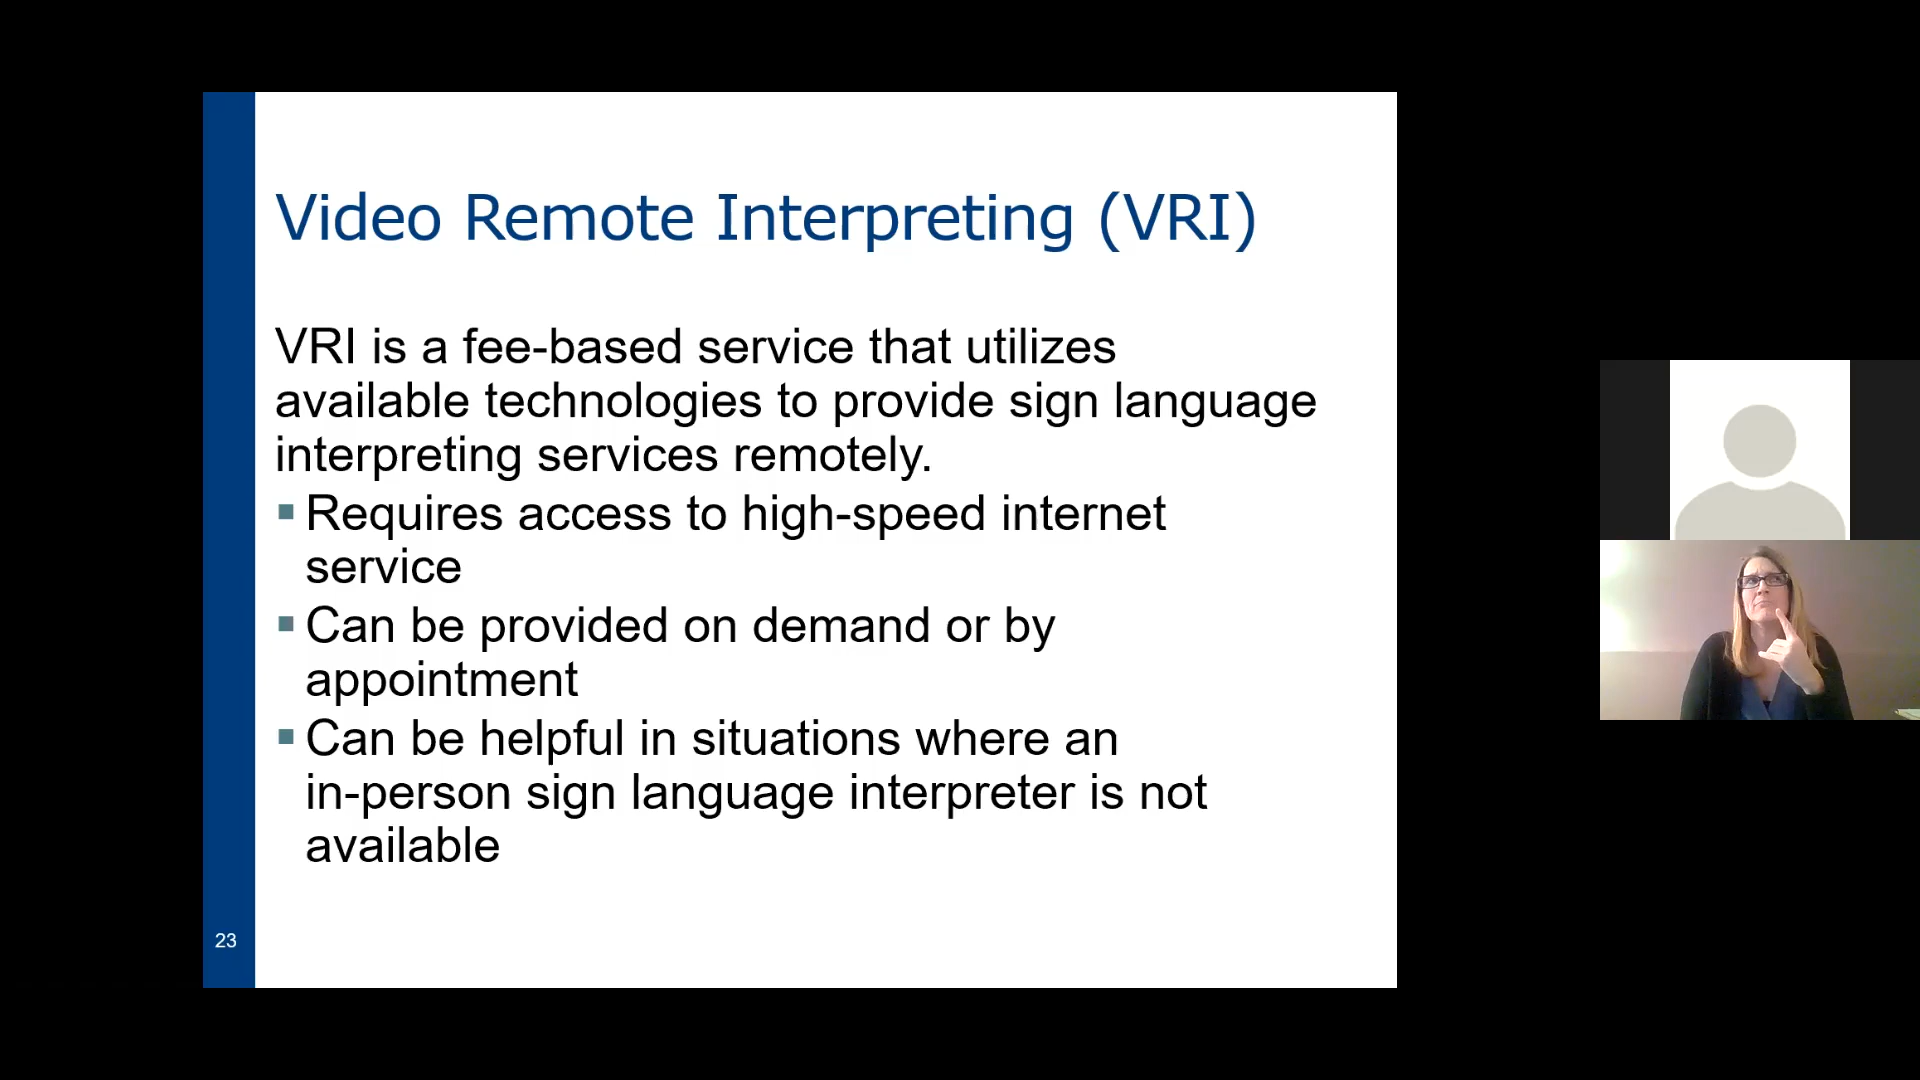 Video Remote Interpreting (VRI)
VRI is a fee-based service that utilizes
available technologies to provide sign language
interpreting services remotely.
▪ Requires access to high-speed internet
service
▪ Can be provided on demand or by
appointment
▪ Can be helpful in situations where an
in-person sign language interpreter is not
available
23